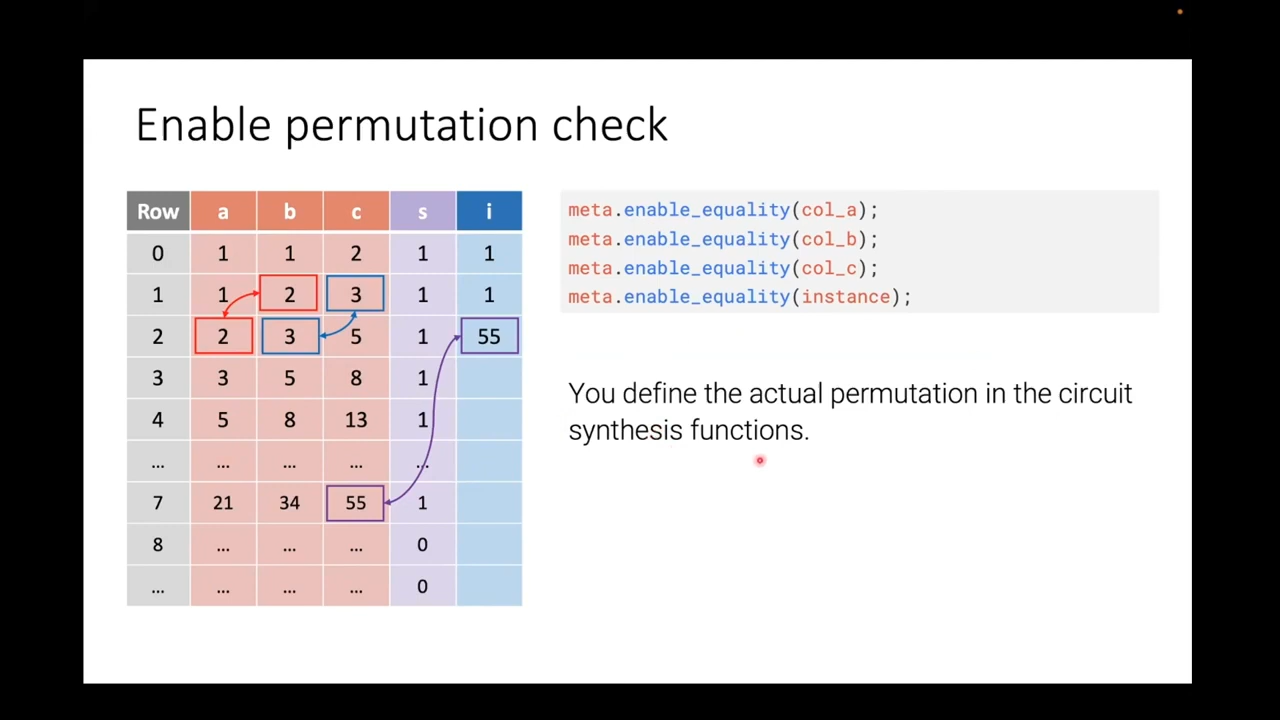 Enable permutation check
Row a b c s i
0 1 1 2 1 1
1 1 2 3 1 1
2 2 3 5 1 55
3 3 5 8 1
4 5 8 13 1
... ... ... ... ...
7 21 34 55 1
8 ... ... ... 0
... ... ... ... 0
meta.enable_equality(col_a);
meta.enable_equality(col_b);
meta.enable_equality(col_c);
meta.enable_equality(instance);
You define the actual permutation in the circuit
synthesis functions.